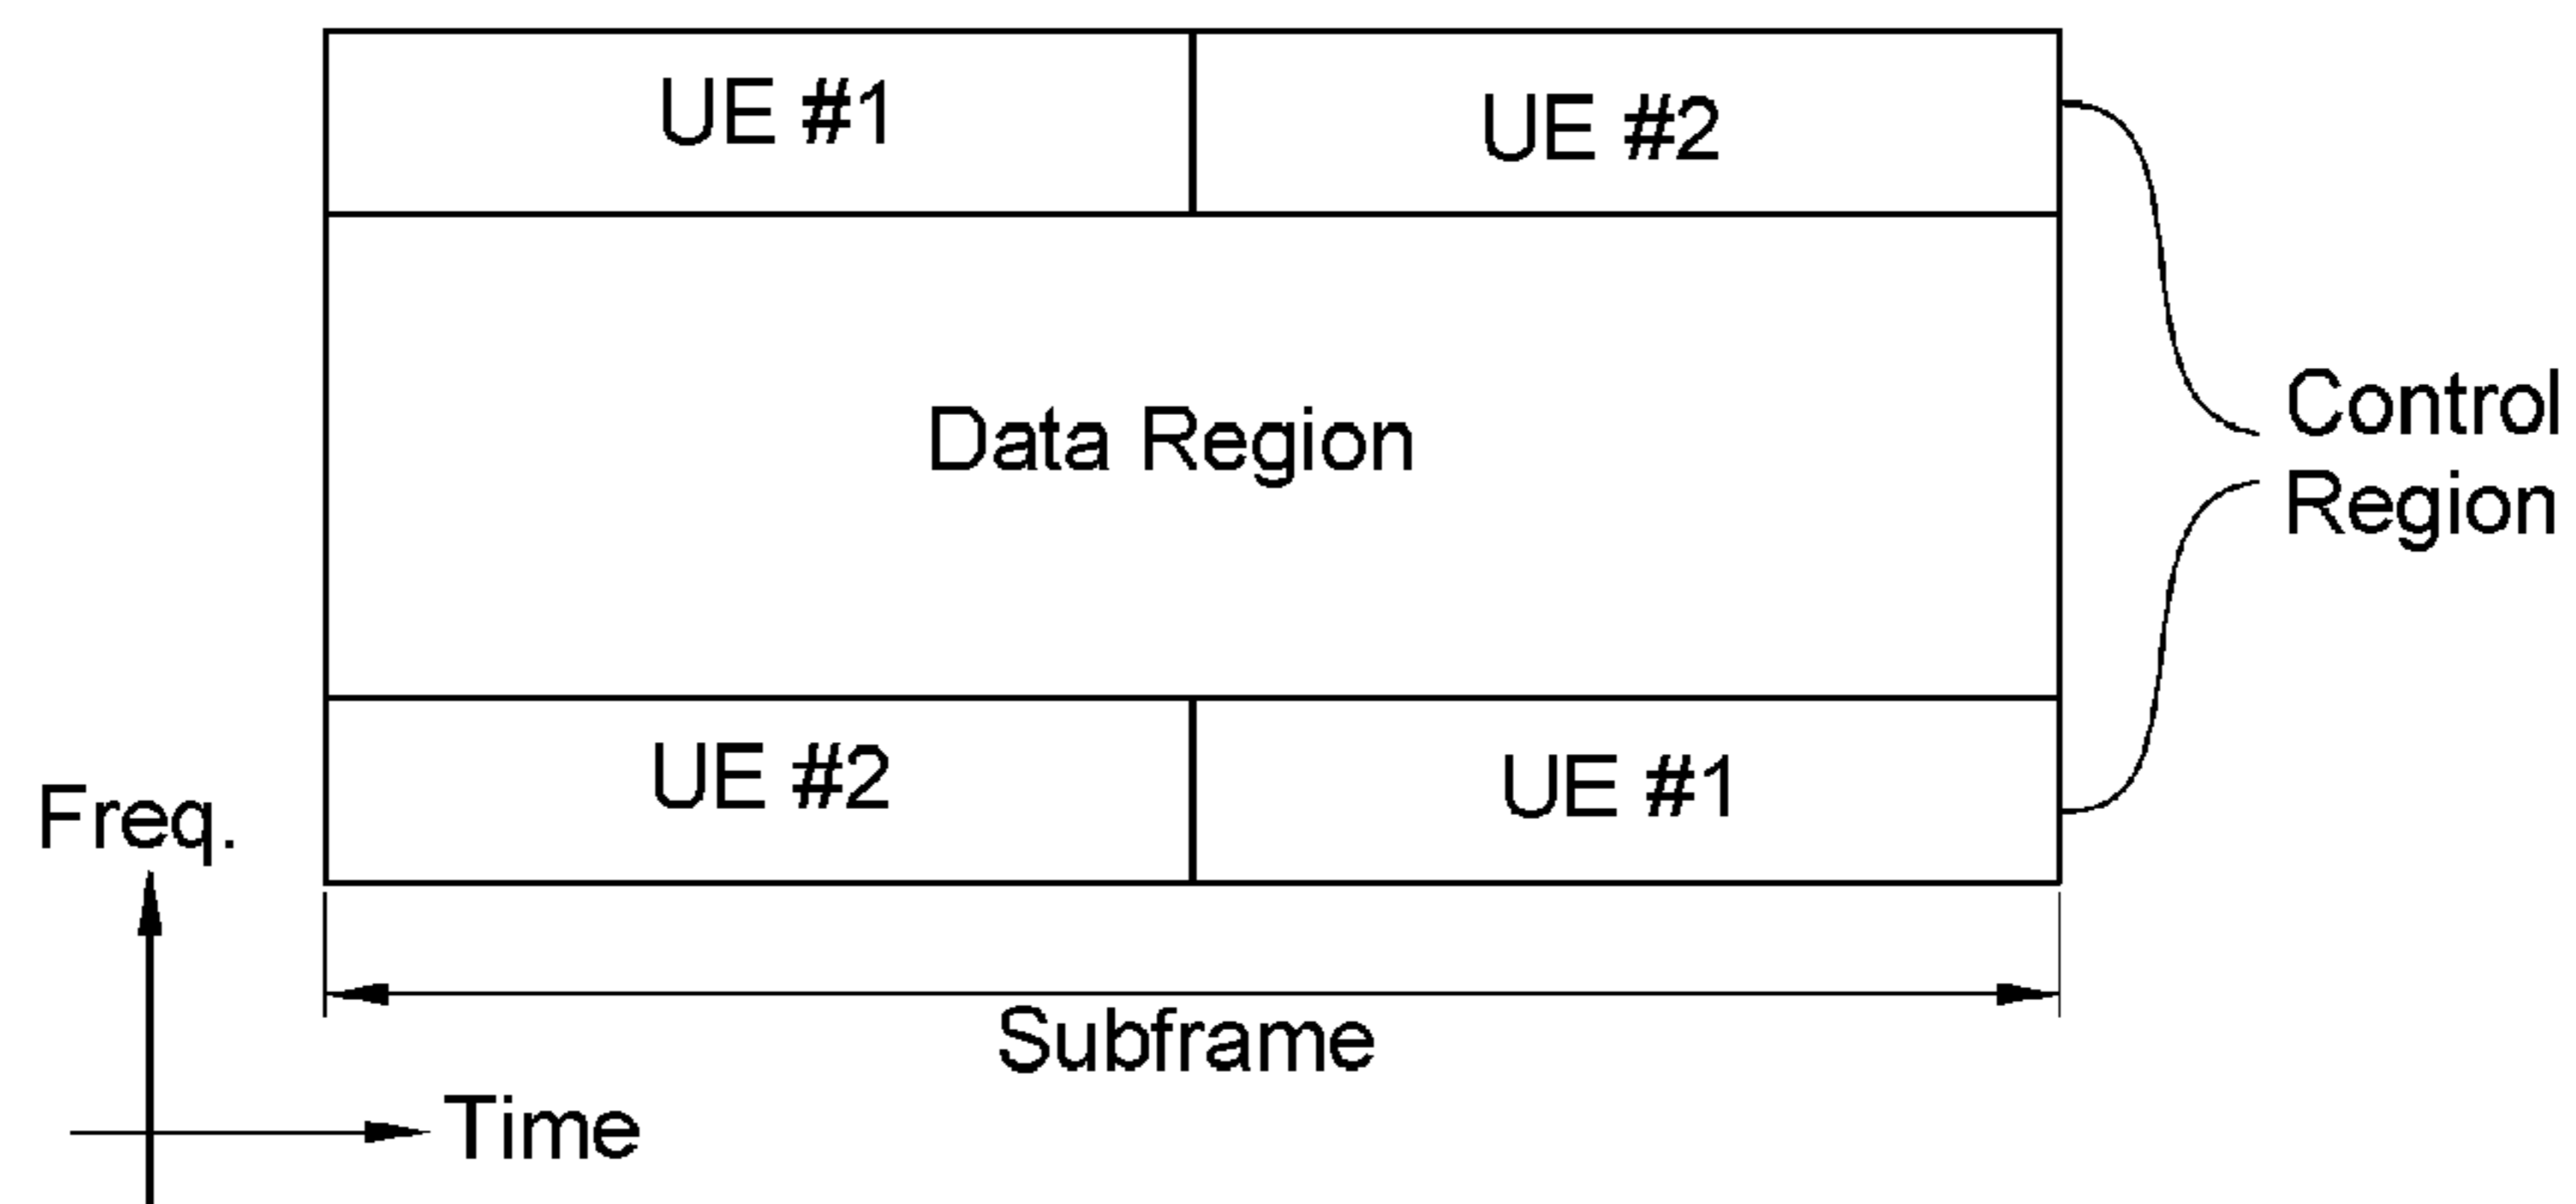 UE #1
UE #2
Data Region
Control
Region
UE #2
UE #1
Freq.
Subframe
Time